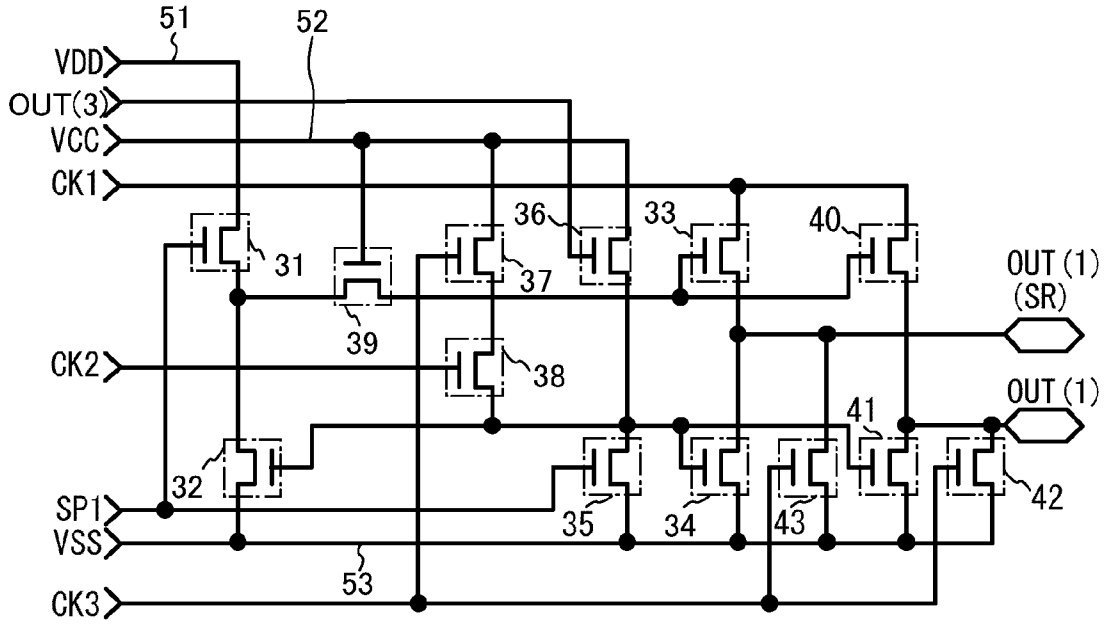 51
52
VDD
OUT(3)
VCC
CK1
31
39
37
36
33
40
OUT(1)
(SR)
CK2
38
OUT(1)
32
35
34
43
41
42
SP1
VSS
53
CK3